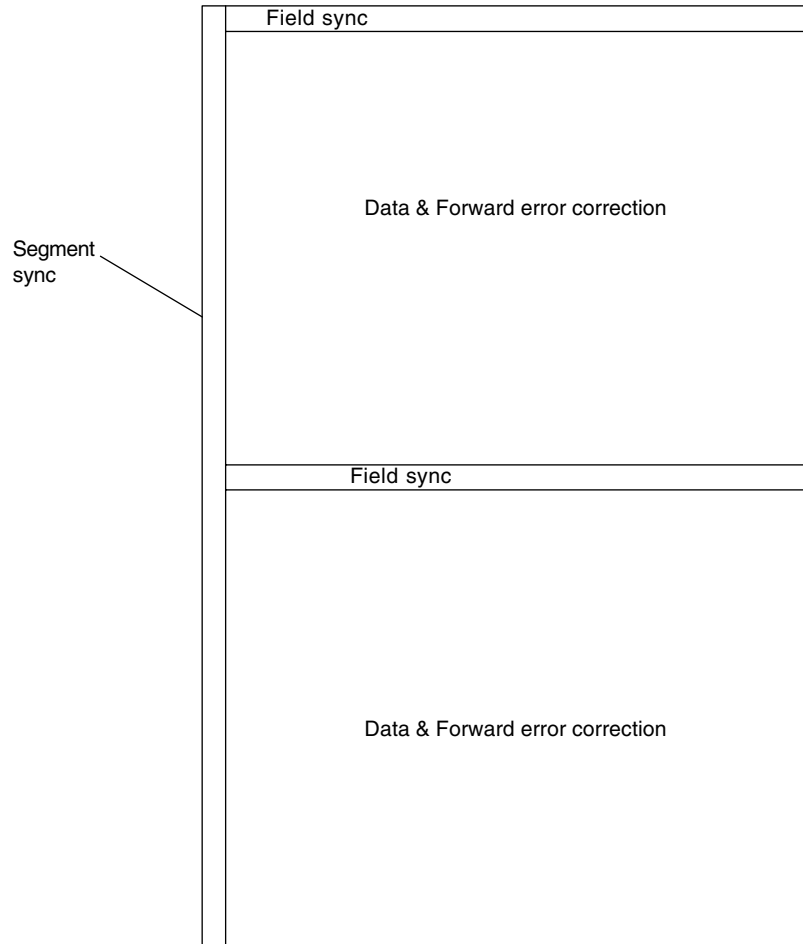 Field sync
Data & Forward error correction
Segment
sync
Field sync
Data & Forward error correction